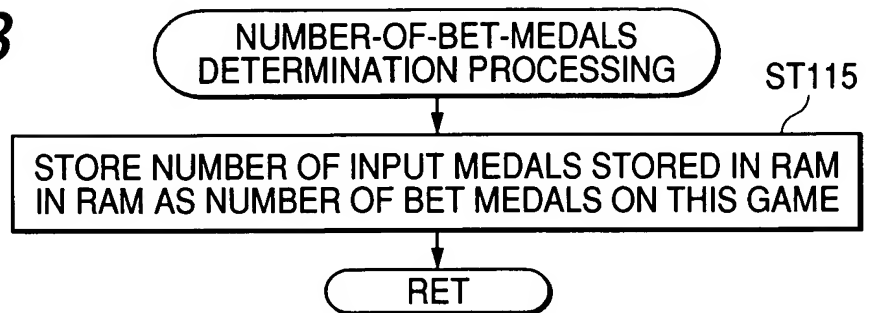 NUMBER-OF-BET-MEDALS
DETERMINATION PROCESSING
ST115
STORE NUMBER OF INPUT MEDALS STORED IN RAM
IN RAM AS NUMBER OF BET MEDALS ON THIS GAME
RET